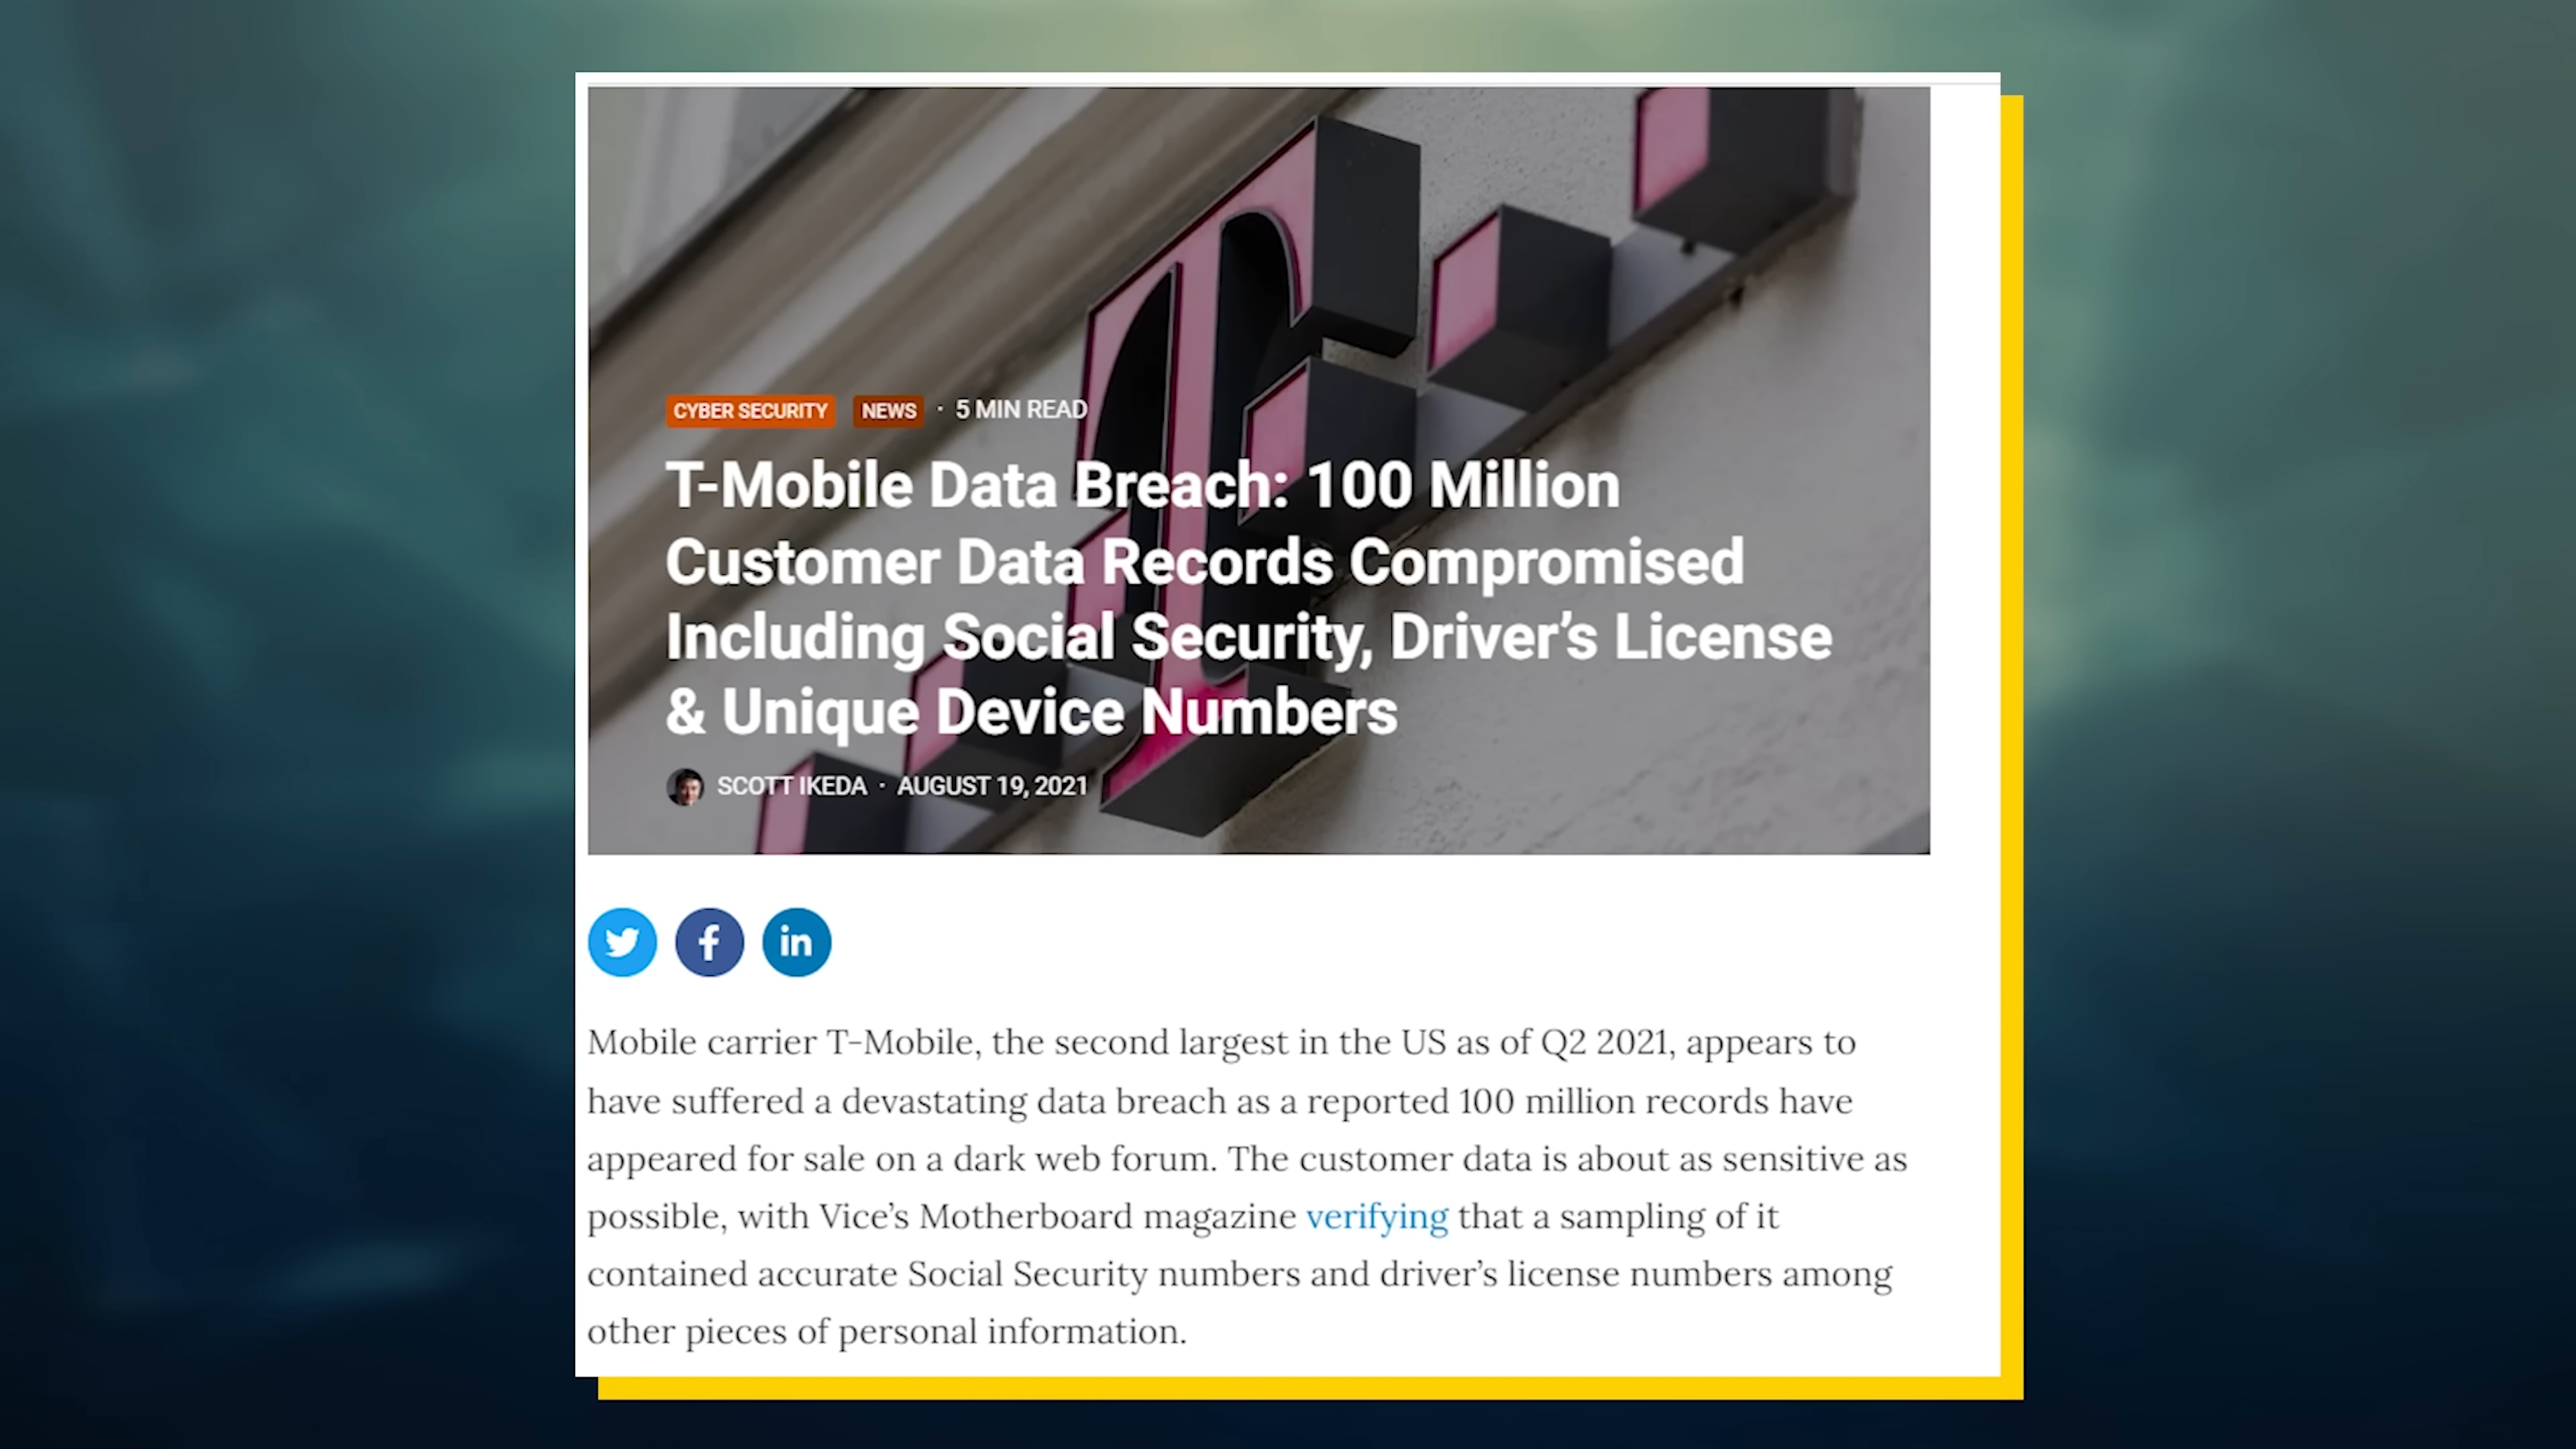 CYBER SECURITY NEWS · 5 MIN READ
T-Mobile Data Breach: 100 Million
Customer Data Records Compromised
Including Social Security, Driver’s License
& Unique Device Numbers
SCOTT IKEDA · AUGUST 19, 2021
Mobile carrier T-Mobile, the second largest in the US as of Q2 2021, appears to
have suffered a devastating data breach as a reported 100 million records have
appeared for sale on a dark web forum. The customer data is about as sensitive as
possible, with Vice’s Motherboard magazine verifying that a sampling of it
contained accurate Social Security numbers and driver’s license numbers among
other pieces of personal information.